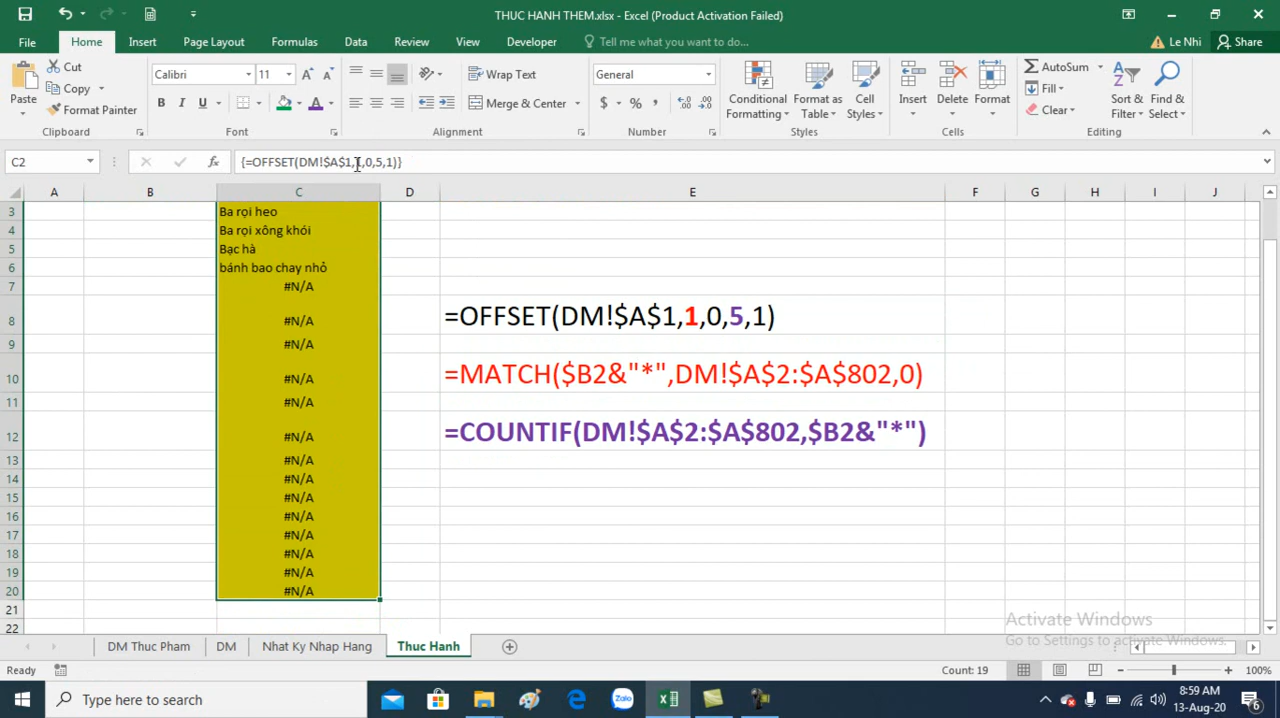 THUC HANH THEM.xlsx - Excel (Product Activation Failed)
File Home Insert Page Layout Formulas Data Review View Developer Tell me what you want to do... Le Nhi Share
Paste Cut Copy Format Painter
Calibri 11 B I U A
Wrap Text
Merge & Center
General
$ % ,
Conditional Formatting Format as Table Cell Styles
Insert Delete Format
AutoSum
Fill
Clear
Sort & Filter Find & Select
Clipboard Font Alignment Number Styles Cells Editing
C2 fx {=OFFSET(DM!$A$1,1,0,5,1)}
A B C D E F G H I J
3 Ba rọi heo
4 Ba rọi xông khói
5 Bạc hà
6 bánh bao chay nhỏ
7 #N/A
8 #N/A =OFFSET(DM!$A$1,1,0,5,1)
9 #N/A
10 #N/A =MATCH($B2&"*",DM!$A$2:$A$802,0)
11 #N/A
12 #N/A =COUNTIF(DM!$A$2:$A$802,$B2&"*")
13 #N/A
14 #N/A
15 #N/A
16 #N/A
17 #N/A
18 #N/A
19 #N/A
20 #N/A
21
22
Activate Windows
Go to Settings to activate Windows.
DM Thuc Pham DM Nhat Ky Nhap Hang Thuc Hanh
Ready Count: 19 100%
Type here to search Zalo 8:59 AM
13-Aug-20 6